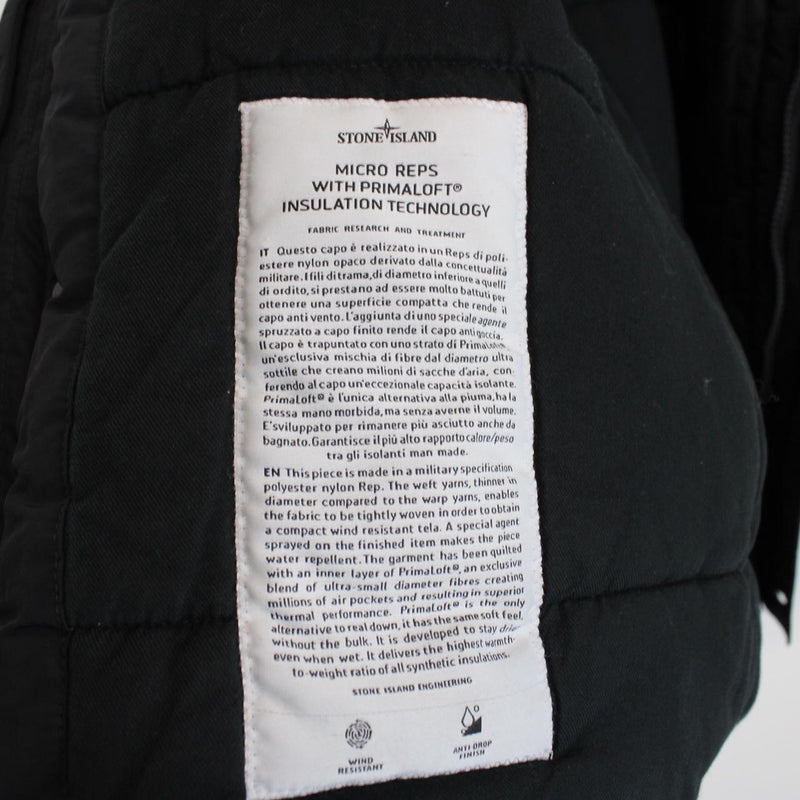 STONE ISLAND
MICRO REPS
WITH PRIMALOFT®
INSULATION TECHNOLOGY
FABRIC RESEARCH AND TREATMENT
IT Questo capo è realizzato in un Reps di poli-
estere nylon opaco derivato dalla concettualità
militare. I fili di trama, di diametro inferiore a quelli
di ordito, si prestano ad essere molto battuti per
ottenere una superficie compatta che rende il
capo anti vento. L'aggiunta di uno speciale agente
spruzzato a capo finito rende il capo antigoccia.
Il capo è trapuntato con uno strato di PrimaLoft®,
un'esclusiva mischia di fibre dal diametro ultra
sottile che creano milioni di sacche d'aria, con-
ferendo al capo un'eccezionale capacità isolante.
PrimaLoft® è l'unica alternativa alla piuma, ha la
stessa mano morbida, ma senza averne il volume.
E'sviluppato per rimanere più asciutto anche da
bagnato. Garantisce il più alto rapporto calore/peso
tra gli isolanti man made.
EN This piece is made in a military specification
polyester nylon Rep. The weft yarns, thinner in
diameter compared to the warp yarns, enables
the fabric to be tightly woven in order to obtain
a compact wind resistant tela. A special agent
sprayed on the finished item makes the piece
water repellent. The garment has been quilted
with an inner layer of PrimaLoft®, an exclusive
blend of ultra-small diameter fibres creating
millions of air pockets and resulting in superior
thermal performance. PrimaLoft® is the only
alternative to real down, it has the same soft feel,
without the bulk. It is developed to stay drier
even when wet. It delivers the highest warmth-
to-weight ratio of all synthetic insulations.
STONE ISLAND ENGINEERING
WIND
RESISTANT
ANTI-DROP
FINISH